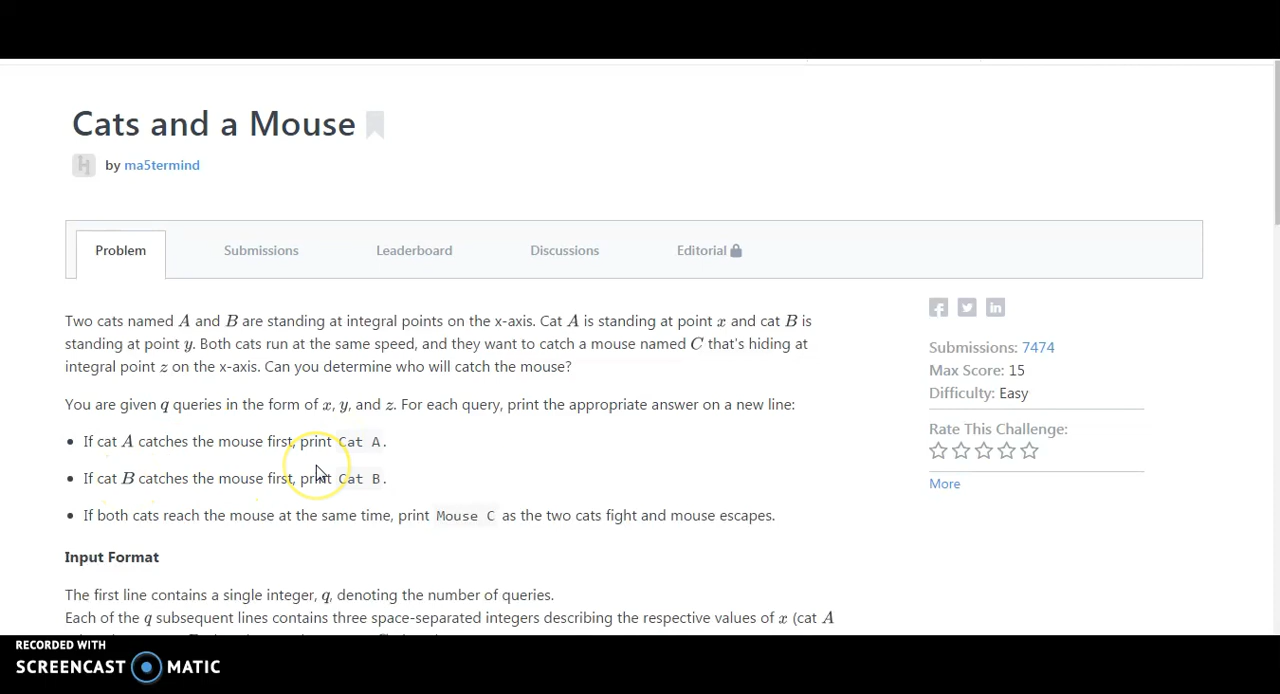 Cats and a Mouse
by ma5termind
Problem
Submissions
Leaderboard
Discussions
Editorial
Two cats named A and B are standing at integral points on the x-axis. Cat A is standing at point x and cat B is
standing at point y. Both cats run at the same speed, and they want to catch a mouse named C that's hiding at
integral point z on the x-axis. Can you determine who will catch the mouse?
You are given q queries in the form of x, y, and z. For each query, print the appropriate answer on a new line:
• If cat A catches the mouse first, print Cat A.
• If cat B catches the mouse first, print Cat B.
• If both cats reach the mouse at the same time, print Mouse C as the two cats fight and mouse escapes.
Input Format
The first line contains a single integer, q, denoting the number of queries.
Each of the q subsequent lines contains three space-separated integers describing the respective values of x (cat A
Submissions: 7474
Max Score: 15
Difficulty: Easy
Rate This Challenge:
More
RECORDED WITH
SCREENCAST MATIC